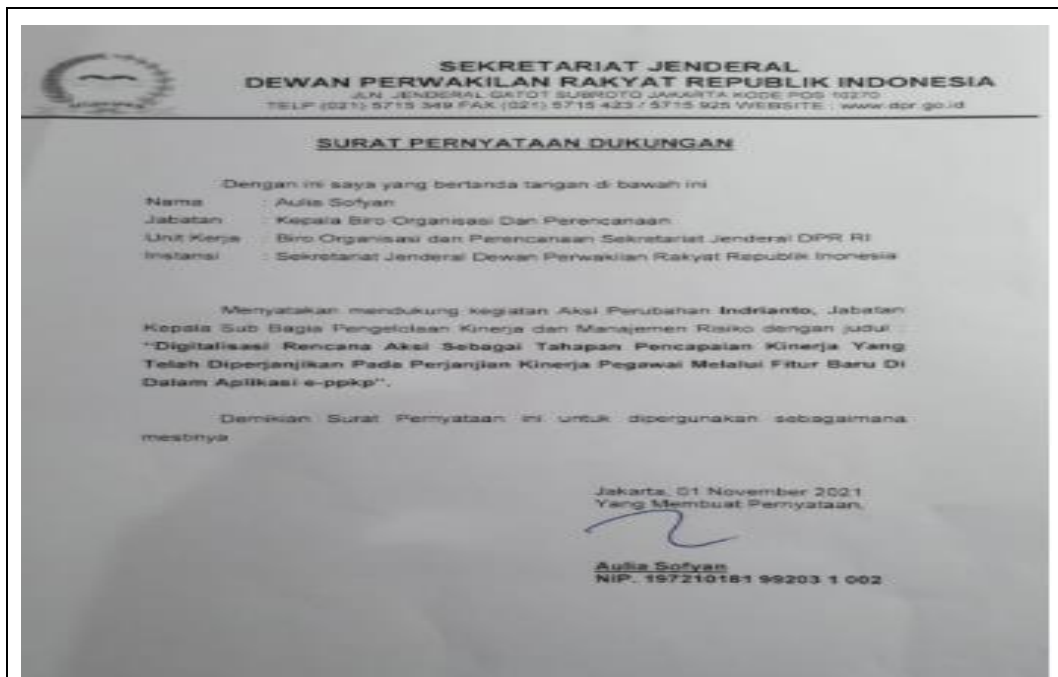 SEKRETARIAT JENDERAL
DEWAN PERWAKILAN RAKYAT REPUBLIK INDONESIA
JLN. JENDERAL GATOT SUBROTO JAKARTA KODE POS 10270
TELP (021) 5715 349 FAX (021) 5715 423 / 5715 925 WEBSITE : www.dpr.go.id
SURAT PERNYATAAN DUKUNGAN
Dengan ini saya yang bertanda tangan di bawah ini
Nama : Aulia Sofyan
Jabatan : Kepala Biro Organisasi Dan Perencanaan
Unit Kerja : Biro Organisasi dan Perencanaan Sekretariat Jenderal DPR RI
Instansi : Sekretariat Jenderal Dewan Perwakilan Rakyat Republik Inonesia
Menyatakan mendukung kegiatan Aksi Perubahan Indrianto, Jabatan
Kepala Sub Bagia Pengelolaan Kinerja dan Manajemen Risiko dengan judul :
"Digitalisasi Rencana Aksi Sebagai Tahapan Pencapaian Kinerja Yang
Telah Diperjanjikan Pada Perjanjian Kinerja Pegawai Melalui Fitur Baru Di
Dalam Aplikasi e-ppkp".
Demikian Surat Pernyataan ini untuk dipergunakan sebagaimana
mestinya
Jakarta, 01 November 2021
Yang Membuat Pernyataan,
Aulia Sofyan
NIP. 197210181 99203 1 002